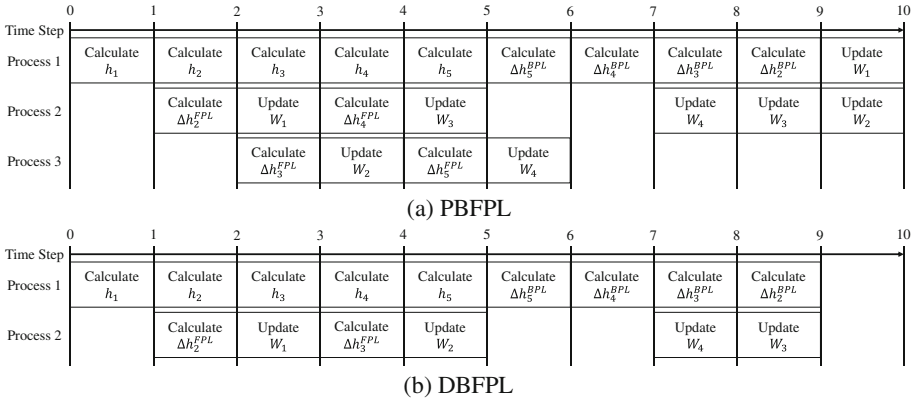 0 1 2 3 4 5 6 7 8 9 10
Time Step
Process 1 Calculate Calculate Calculate Calculate Calculate Calculate Calculate Calculate Calculate Update
h₁ h₂ h₃ h₄ h₅ Δh₅^BPL Δh₄^BPL Δh₃^BPL Δh₂^BPL W₁
Process 2 Calculate Update Calculate Update Update Update Update
Δh₂^FPL W₁ Δh₄^FPL W₃ W₄ W₃ W₂
Process 3 Calculate Update Calculate Update
Δh₃^FPL W₂ Δh₅^FPL W₄
(a) PBFPL
0 1 2 3 4 5 6 7 8 9 10
Time Step
Process 1 Calculate Calculate Calculate Calculate Calculate Calculate Calculate Calculate Calculate
h₁ h₂ h₃ h₄ h₅ Δh₅^BPL Δh₄^BPL Δh₃^BPL Δh₂^BPL
Process 2 Calculate Update Calculate Update Update Update
Δh₂^FPL W₁ Δh₃^FPL W₂ W₄ W₃
(b) DBFPL